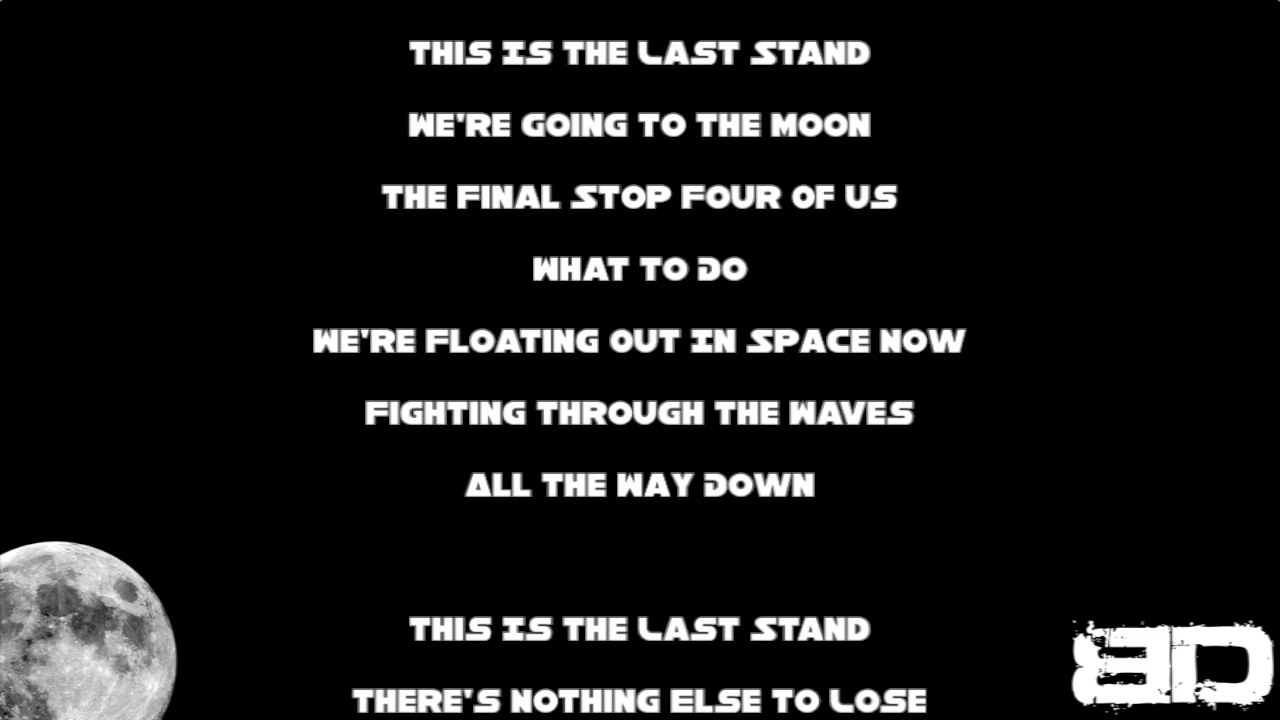 THIS IS THE LAST STAND
WE'RE GOING TO THE MOON
THE FINAL STOP FOUR OF US
WHAT TO DO
WE'RE FLOATING OUT IN SPACE NOW
FIGHTING THROUGH THE WAVES
ALL THE WAY DOWN
THIS IS THE LAST STAND
THERE'S NOTHING ELSE TO LOSE